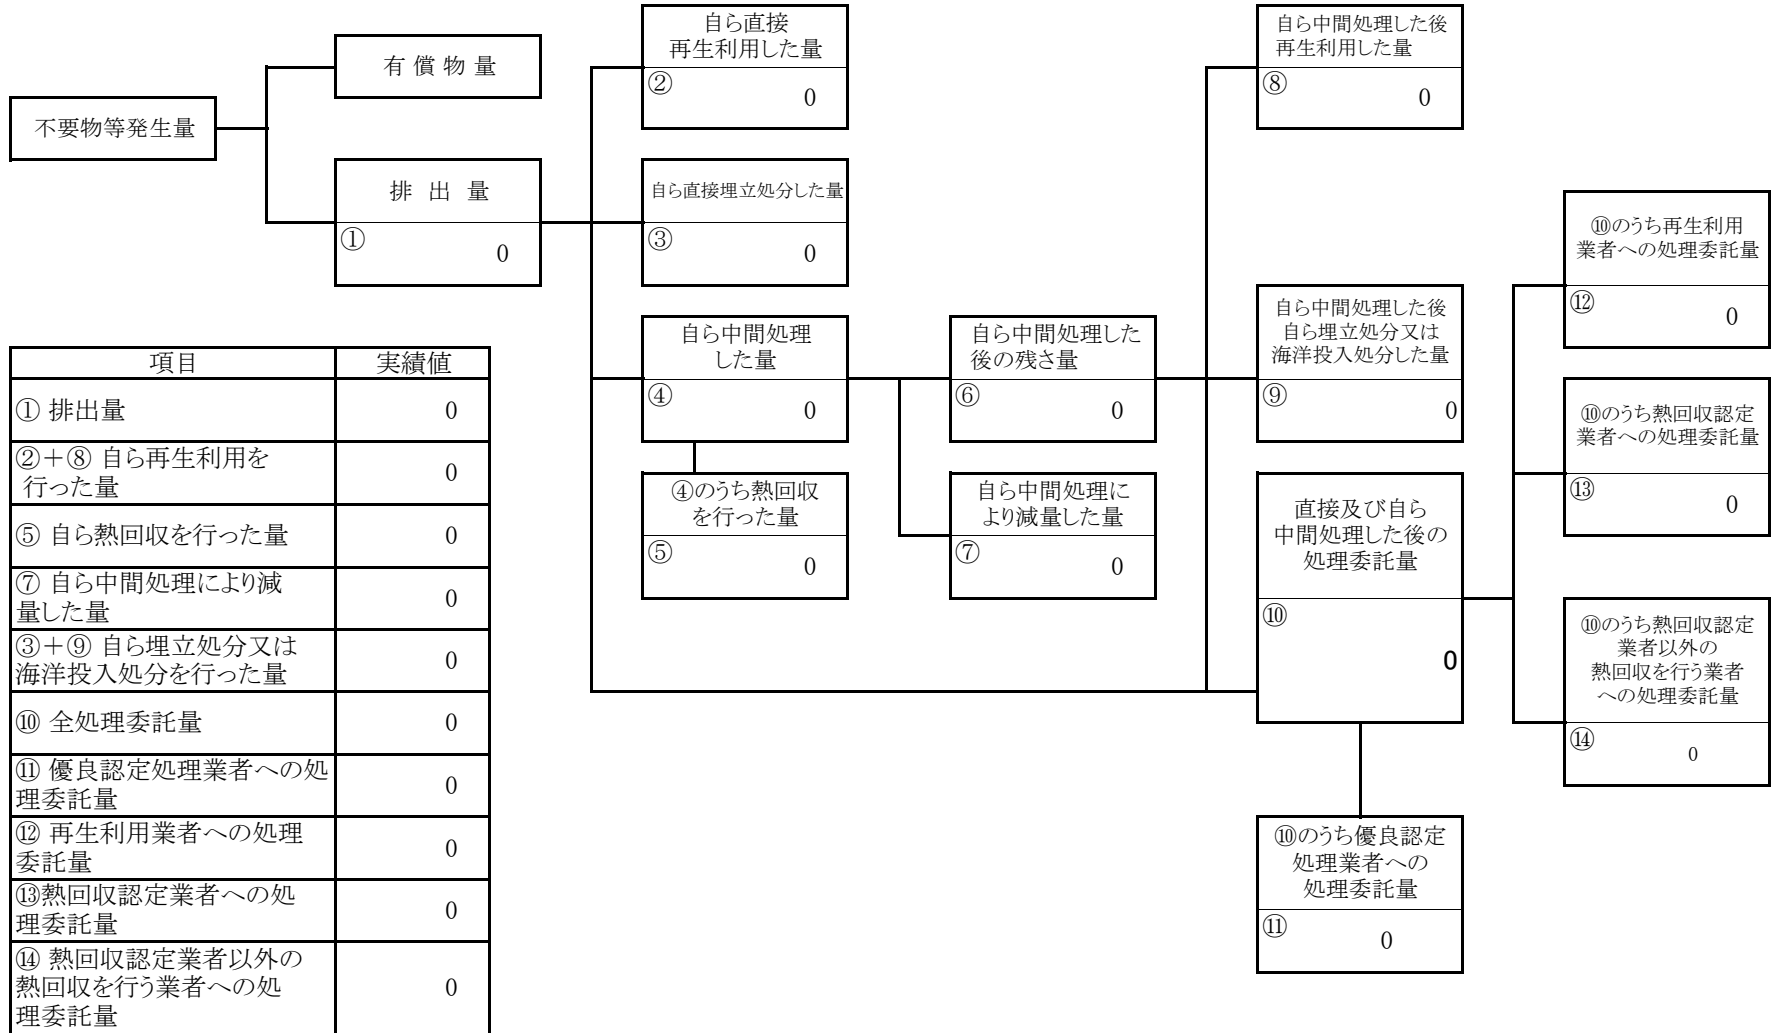 不要物等発生量
有 償 物 量
排 出 量
①
0
自ら直接
再生利用した量
②
0
自ら直接埋立処分した量
③
0
自ら中間処理
した量
④
0
④のうち熱回収
を行った量
⑤
0
自ら中間処理した
後の残さ量
⑥
0
自ら中間処理に
より減量した量
⑦
0
自ら中間処理した後
再生利用した量
⑧
0
自ら中間処理した後
自ら埋立処分又は
海洋投入処分した量
⑨
0
直接及び自ら
中間処理した後の
処理委託量
⑩
0
⑩のうち優良認定
処理業者への
処理委託量
⑪
0
⑩のうち再生利用
業者への処理委託量
⑫
0
⑩のうち熱回収認定
業者への処理委託量
⑬
0
⑩のうち熱回収認定
業者以外の
熱回収を行う業者
への処理委託量
⑭
0
項目 実績値
① 排出量 0
②＋⑧ 自ら再生利用を
行った量 0
⑤ 自ら熱回収を行った量 0
⑦ 自ら中間処理により減
量した量 0
③＋⑨ 自ら埋立処分又は
海洋投入処分を行った量 0
⑩ 全処理委託量 0
⑪ 優良認定処理業者への処
理委託量 0
⑫ 再生利用業者への処理
委託量 0
⑬熱回収認定業者への処
理委託量 0
⑭ 熱回収認定業者以外の
熱回収を行う業者への処
理委託量 0